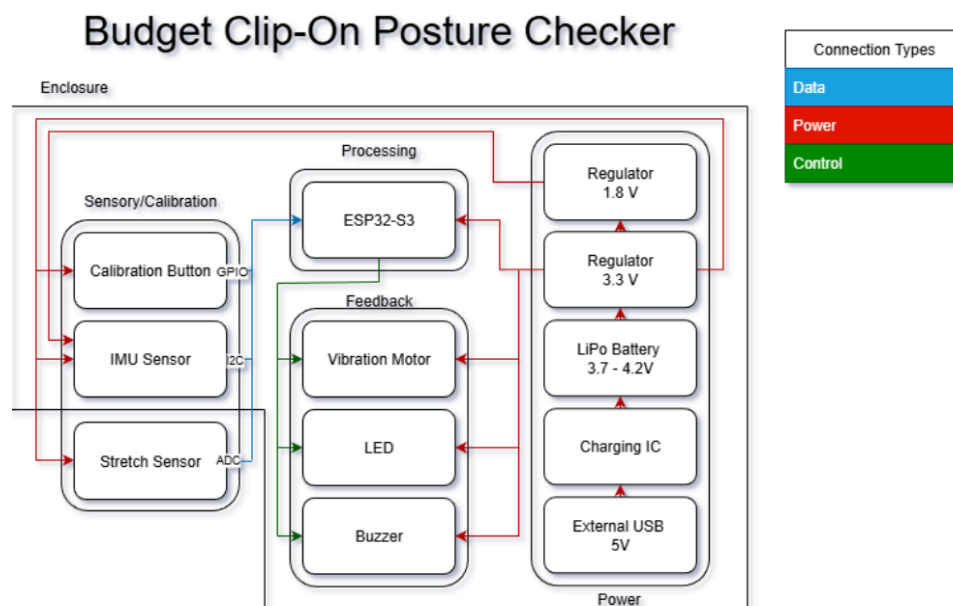 Budget Clip-On Posture Checker
Connection Types
Data
Power
Control
Enclosure
Sensory/Calibration
Calibration Button
GPIO
IMU Sensor
I2C
Stretch Sensor
ADC
Processing
ESP32-S3
Feedback
Vibration Motor
LED
Buzzer
Regulator
1.8 V
Regulator
3.3 V
LiPo Battery
3.7 - 4.2V
Charging IC
External USB
5V
Power